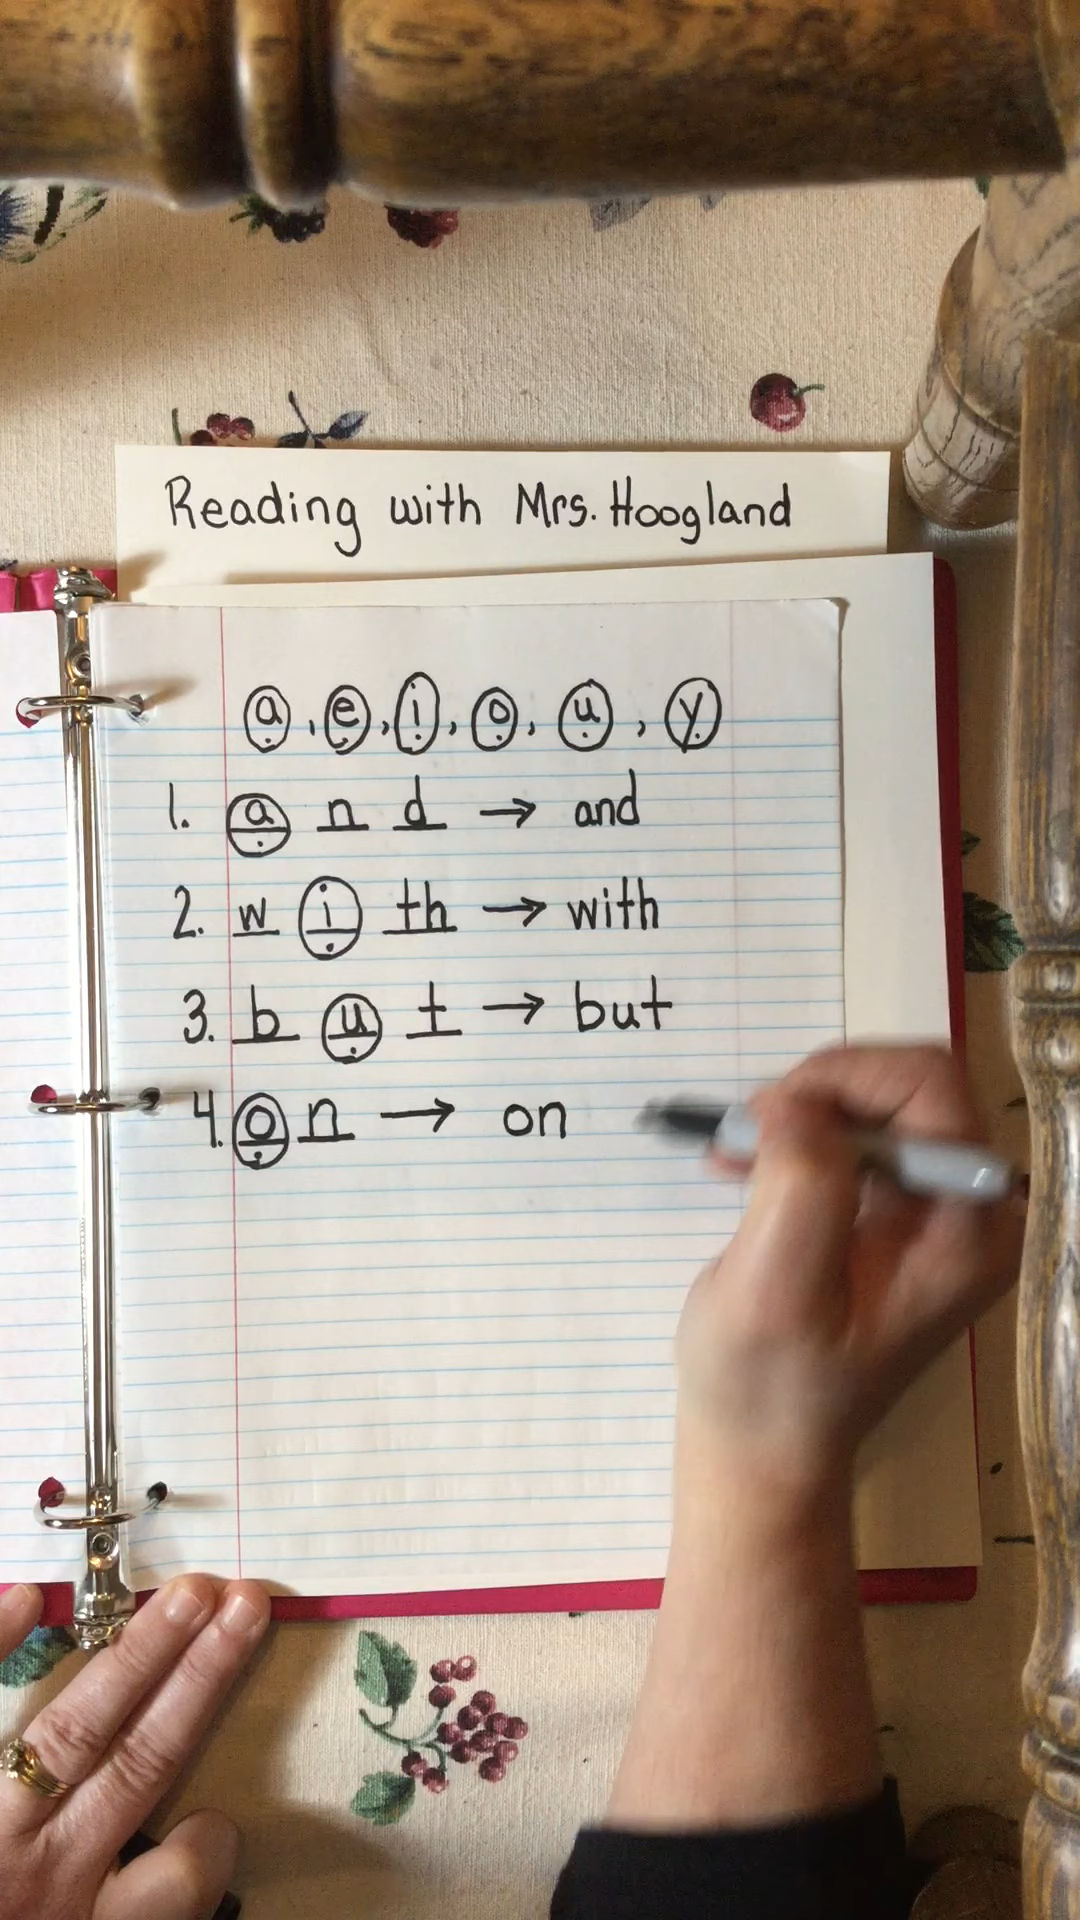 Reading with Mrs. Hoogland
a, e, i, o, u, y
1. a n d → and
2. w i th → with
3. b u t → but
4. o n → on